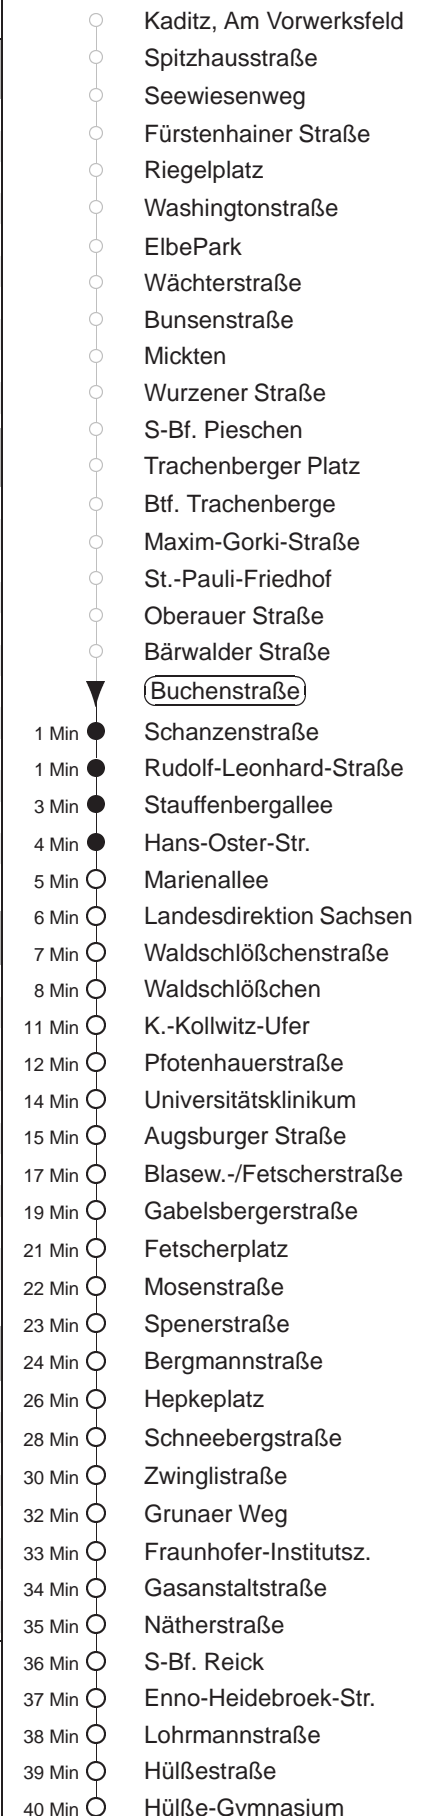 Kaditz, Am Vorwerksfeld
Spitzhausstraße
Seewiesenweg
Fürstenhainer Straße
Riegelplatz
Washingtonstraße
ElbePark
Wächterstraße
Bunsenstraße
Mickten
Wurzener Straße
S-Bf. Pieschen
Trachenberger Platz
Btf. Trachenberge
Maxim-Gorki-Straße
St.-Pauli-Friedhof
Oberauer Straße
Bärwalder Straße
Buchenstraße
1 Min Schanzenstraße
1 Min Rudolf-Leonhard-Straße
3 Min Stauffenbergallee
4 Min Hans-Oster-Str.
5 Min Marienallee
6 Min Landesdirektion Sachsen
7 Min Waldschlößchenstraße
8 Min Waldschlößchen
11 Min K.-Kollwitz-Ufer
12 Min Pfotenhauerstraße
14 Min Universitätsklinikum
15 Min Augsburger Straße
17 Min Blasew.-/Fetscherstraße
19 Min Gabelsbergerstraße
21 Min Fetscherplatz
22 Min Mosenstraße
23 Min Spenerstraße
24 Min Bergmannstraße
26 Min Hepkeplatz
28 Min Schneebergstraße
30 Min Zwinglistraße
32 Min Grunaer Weg
33 Min Fraunhofer-Institutsz.
34 Min Gasanstaltstraße
35 Min Nätherstraße
36 Min S-Bf. Reick
37 Min Enno-Heidebroek-Str.
38 Min Lohrmannstraße
39 Min Hülßestraße
40 Min Hülße-Gymnasium